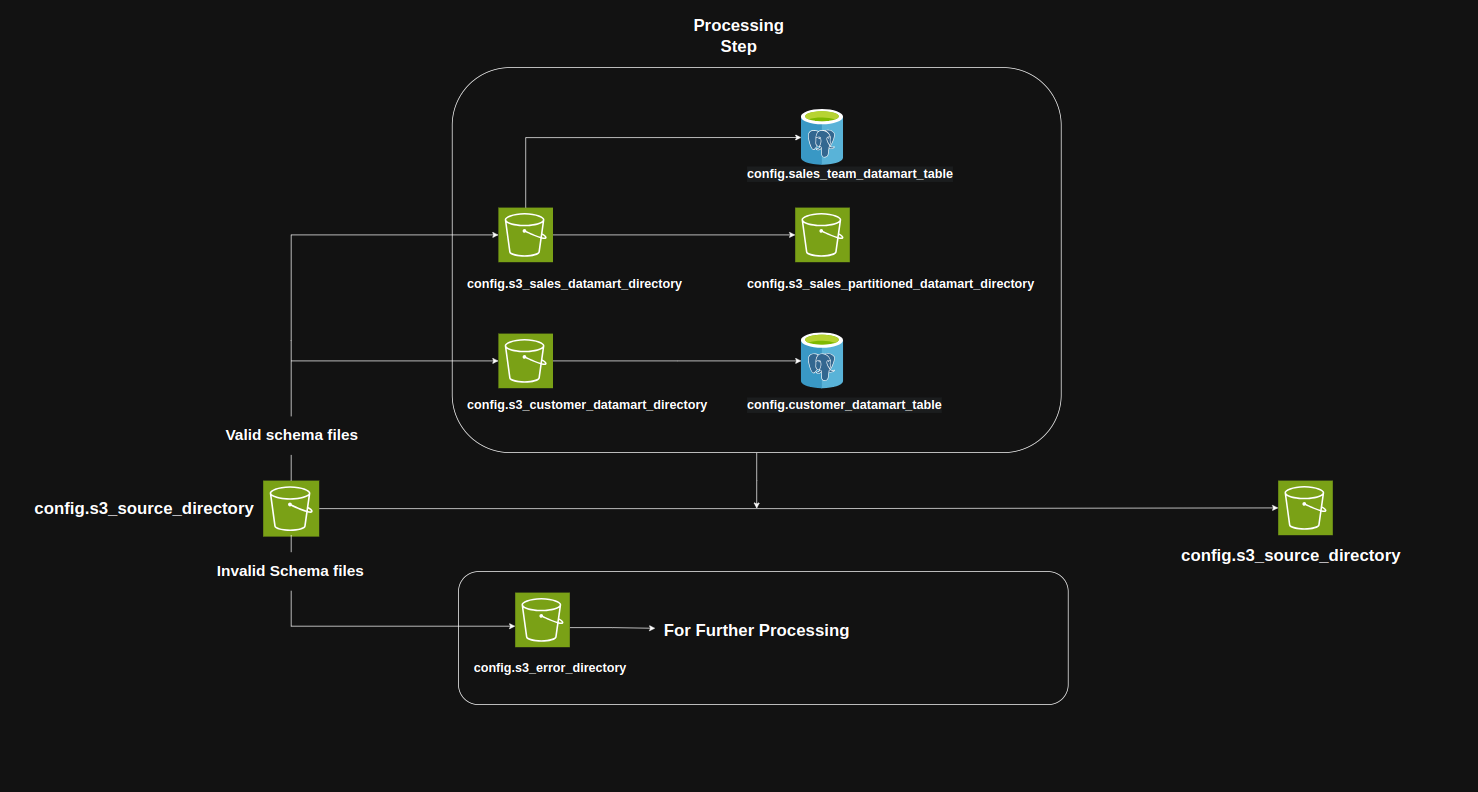 Processing
Step
config.sales_team_datamart_table
config.s3_sales_datamart_directory
config.s3_sales_partitioned_datamart_directory
config.s3_customer_datamart_directory
config.customer_datamart_table
Valid schema files
config.s3_source_directory
config.s3_source_directory
Invalid Schema files
For Further Processing
config.s3_error_directory